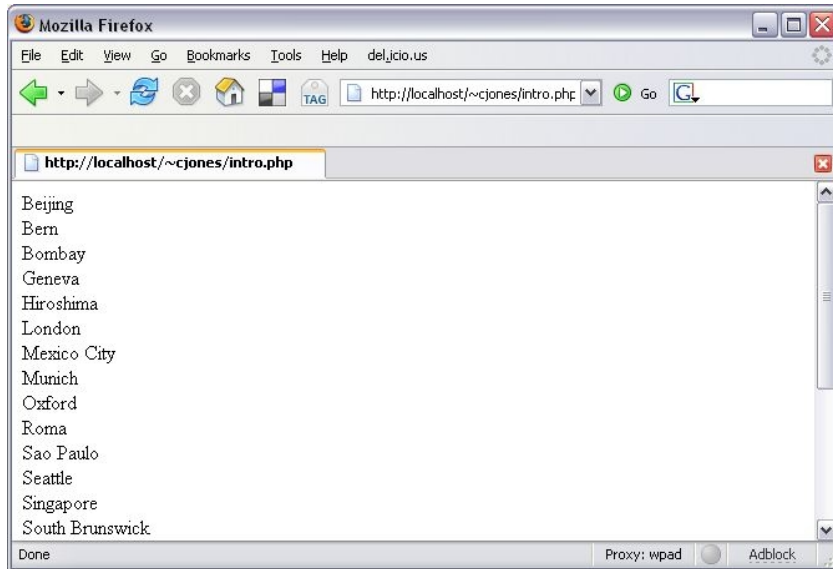 Mozilla Firefox
File Edit View Go Bookmarks Tools Help del.icio.us
TAG http://localhost/~cjones/intro.php Go G
http://localhost/~cjones/intro.php
Beijing
Bern
Bombay
Geneva
Hiroshima
London
Mexico City
Munich
Oxford
Roma
Sao Paulo
Seattle
Singapore
South Brunswick
Done Proxy: wpad Adblock